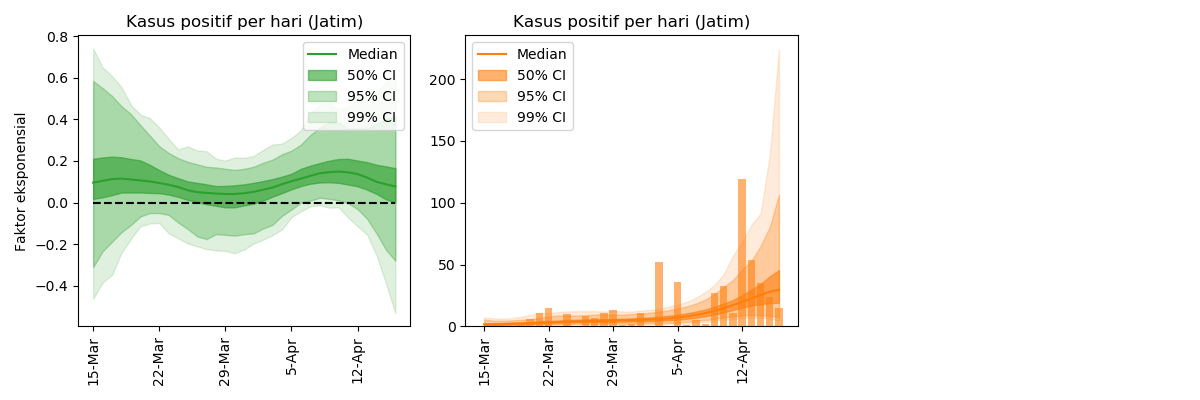 Kasus positif per hari (Jatim)
Faktor eksponensial
0.8
0.6
0.4
0.2
0.0
−0.2
−0.4
Median
50% CI
95% CI
99% CI
15-Mar
22-Mar
29-Mar
5-Apr
12-Apr
Kasus positif per hari (Jatim)
200
150
100
50
0
Median
50% CI
95% CI
99% CI
15-Mar
22-Mar
29-Mar
5-Apr
12-Apr